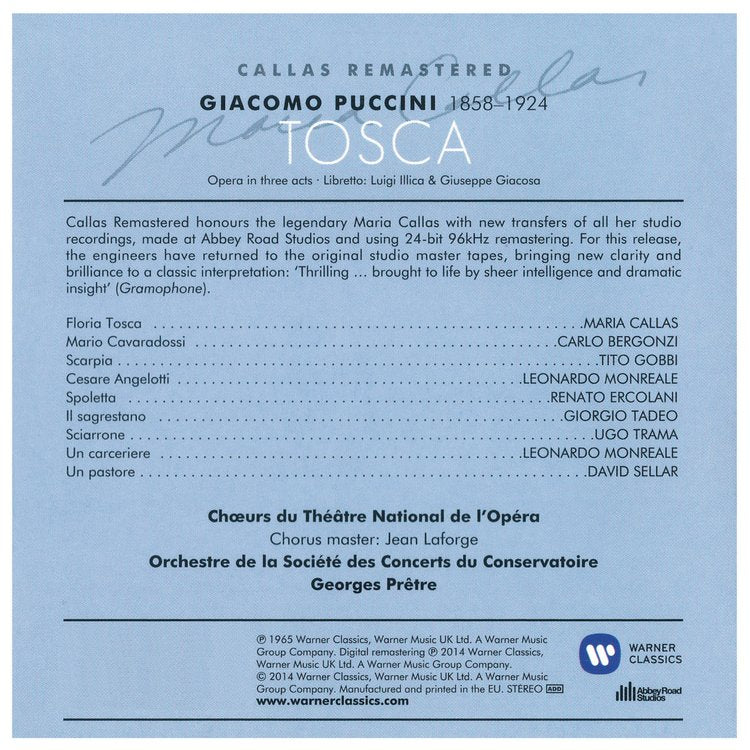 CALLAS REMASTERED
Maria Callas
GIACOMO PUCCINI 1858–1924
TOSCA
Opera in three acts · Libretto: Luigi Illica & Giuseppe Giacosa
Callas Remastered honours the legendary Maria Callas with new transfers of all her studio
recordings, made at Abbey Road Studios and using 24-bit 96kHz remastering. For this release,
the engineers have returned to the original studio master tapes, bringing new clarity and
brilliance to a classic interpretation: ‘Thrilling ... brought to life by sheer intelligence and dramatic
insight’ (Gramophone).
Floria Tosca MARIA CALLAS
Mario Cavaradossi CARLO BERGONZI
Scarpia TITO GOBBI
Cesare Angelotti LEONARDO MONREALE
Spoletta RENATO ERCOLANI
Il sagrestano GIORGIO TADEO
Sciarrone UGO TRAMA
Un carceriere LEONARDO MONREALE
Un pastore DAVID SELLAR
Chœurs du Théâtre National de l’Opéra
Chorus master: Jean Laforge
Orchestre de la Société des Concerts du Conservatoire
Georges Prêtre
℗ 1965 Warner Classics, Warner Music UK Ltd. A Warner Music
Group Company. Digital remastering ℗ 2014 Warner Classics,
Warner Music UK Ltd. A Warner Music Group Company.
© 2014 Warner Classics, Warner Music UK Ltd. A Warner Music
Group Company. Manufactured and printed in the EU. STEREO ADD
www.warnerclassics.com
WARNER
CLASSICS
Abbey Road
Studios